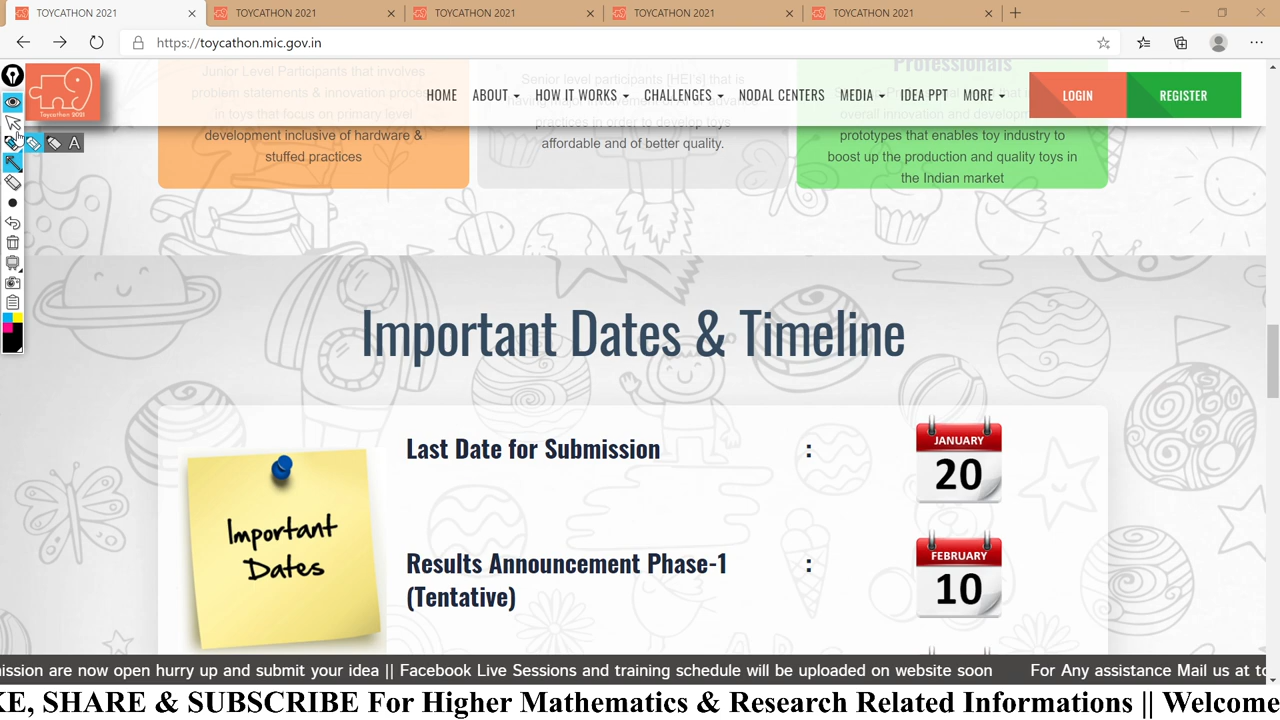 TOYCATHON 2021
TOYCATHON 2021
TOYCATHON 2021
TOYCATHON 2021
TOYCATHON 2021
https://toycathon.mic.gov.in
Toycathon 2021
HOME ABOUT HOW IT WORKS CHALLENGES NODAL CENTERS MEDIA IDEA PPT MORE LOGIN REGISTER
Junior Level Participants that involves
problem statements & innovation
in toys that focus on primary level
development inclusive of hardware &
stuffed practices
Senior level participants [HEI's] that is
practices in order to develop toys
affordable and of better quality.
Professionals
prototypes that enables toy industry to
boost up the production and quality toys in
the Indian market
Important Dates & Timeline
Important
Dates
Last Date for Submission : JANUARY 20
Results Announcement Phase-1 : FEBRUARY 10
(Tentative)
ission are now open hurry up and submit your idea || Facebook Live Sessions and training schedule will be uploaded on website soon For Any assistance Mail us at
KE, SHARE & SUBSCRIBE For Higher Mathematics & Research Related Informations || Welcome
A